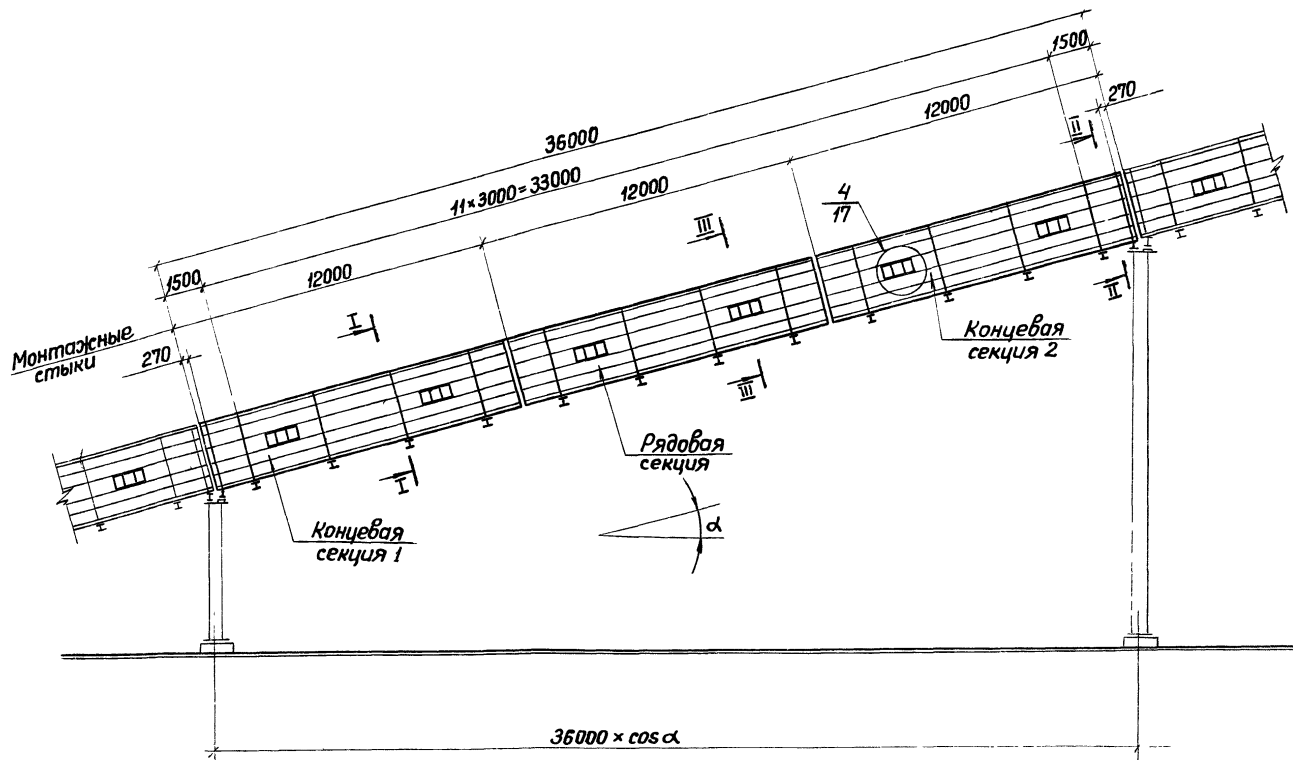 36000
1500
11×3000=33000
12000
270
II
12000
12000
1500
4
17
III
I
Монтажные
стыки
270
II
Концевая
секция 2
III
Рядовая
секция
I
α
Концевая
секция 1
36000 × cos α